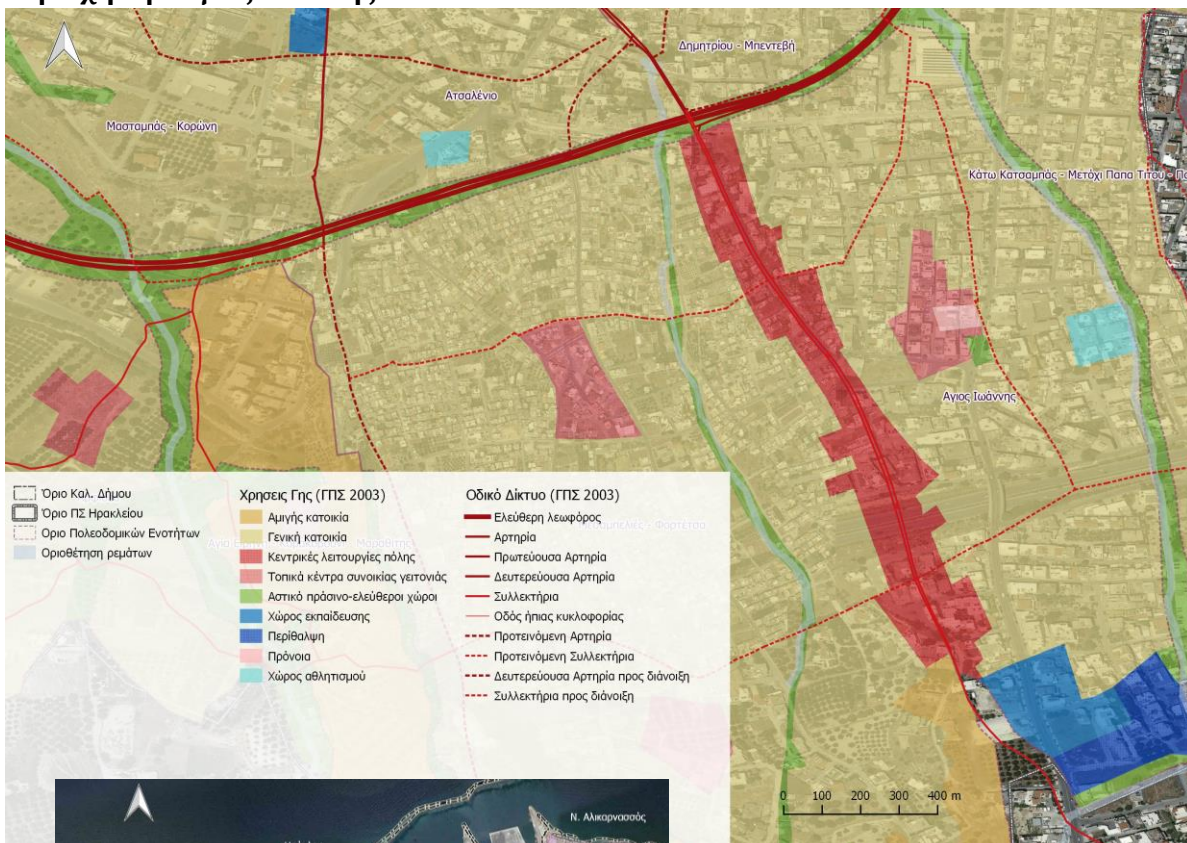 Δημητρίου - Μπεντεβή
Ατσαλένιο
Μασταμπάς - Κορώνη
Κάτω Κατσαμπάς - Μετόχι Παπα Τίτου - Πο
Αγιος Ιωάννης
Όριο Καλ. Δήμου
Όριο ΠΣ Ηρακλείου
Όριο Πολεοδομικών Ενοτήτων
Οριοθέτηση ρεμάτων
Χρησεις Γης (ΓΠΣ 2003)
Αμιγής κατοικία
Γενική κατοικία
Κεντρικές λειτουργίες πόλης
Τοπικά κέντρα συνοικίας γειτονιάς
Αστικό πράσινο-ελεύθεροι χώροι
Χώρος εκπαίδευσης
Περίθαλψη
Πρόνοια
Χώρος αθλητισμού
Οδικό Δίκτυο (ΓΠΣ 2003)
Ελεύθερη λεωφόρος
Αρτηρία
Πρωτεύουσα Αρτηρία
Δευτερεύουσα Αρτηρία
Συλλεκτήρια
Οδός ήπιας κυκλοφορίας
Προτεινόμενη Αρτηρία
Προτεινόμενη Συλλεκτήρια
Δευτερεύουσα Αρτηρία προς διάνοιξη
Συλλεκτήρια προς διάνοιξη
0 100 200 300 400 m
Ν. Αλικαρνασσός